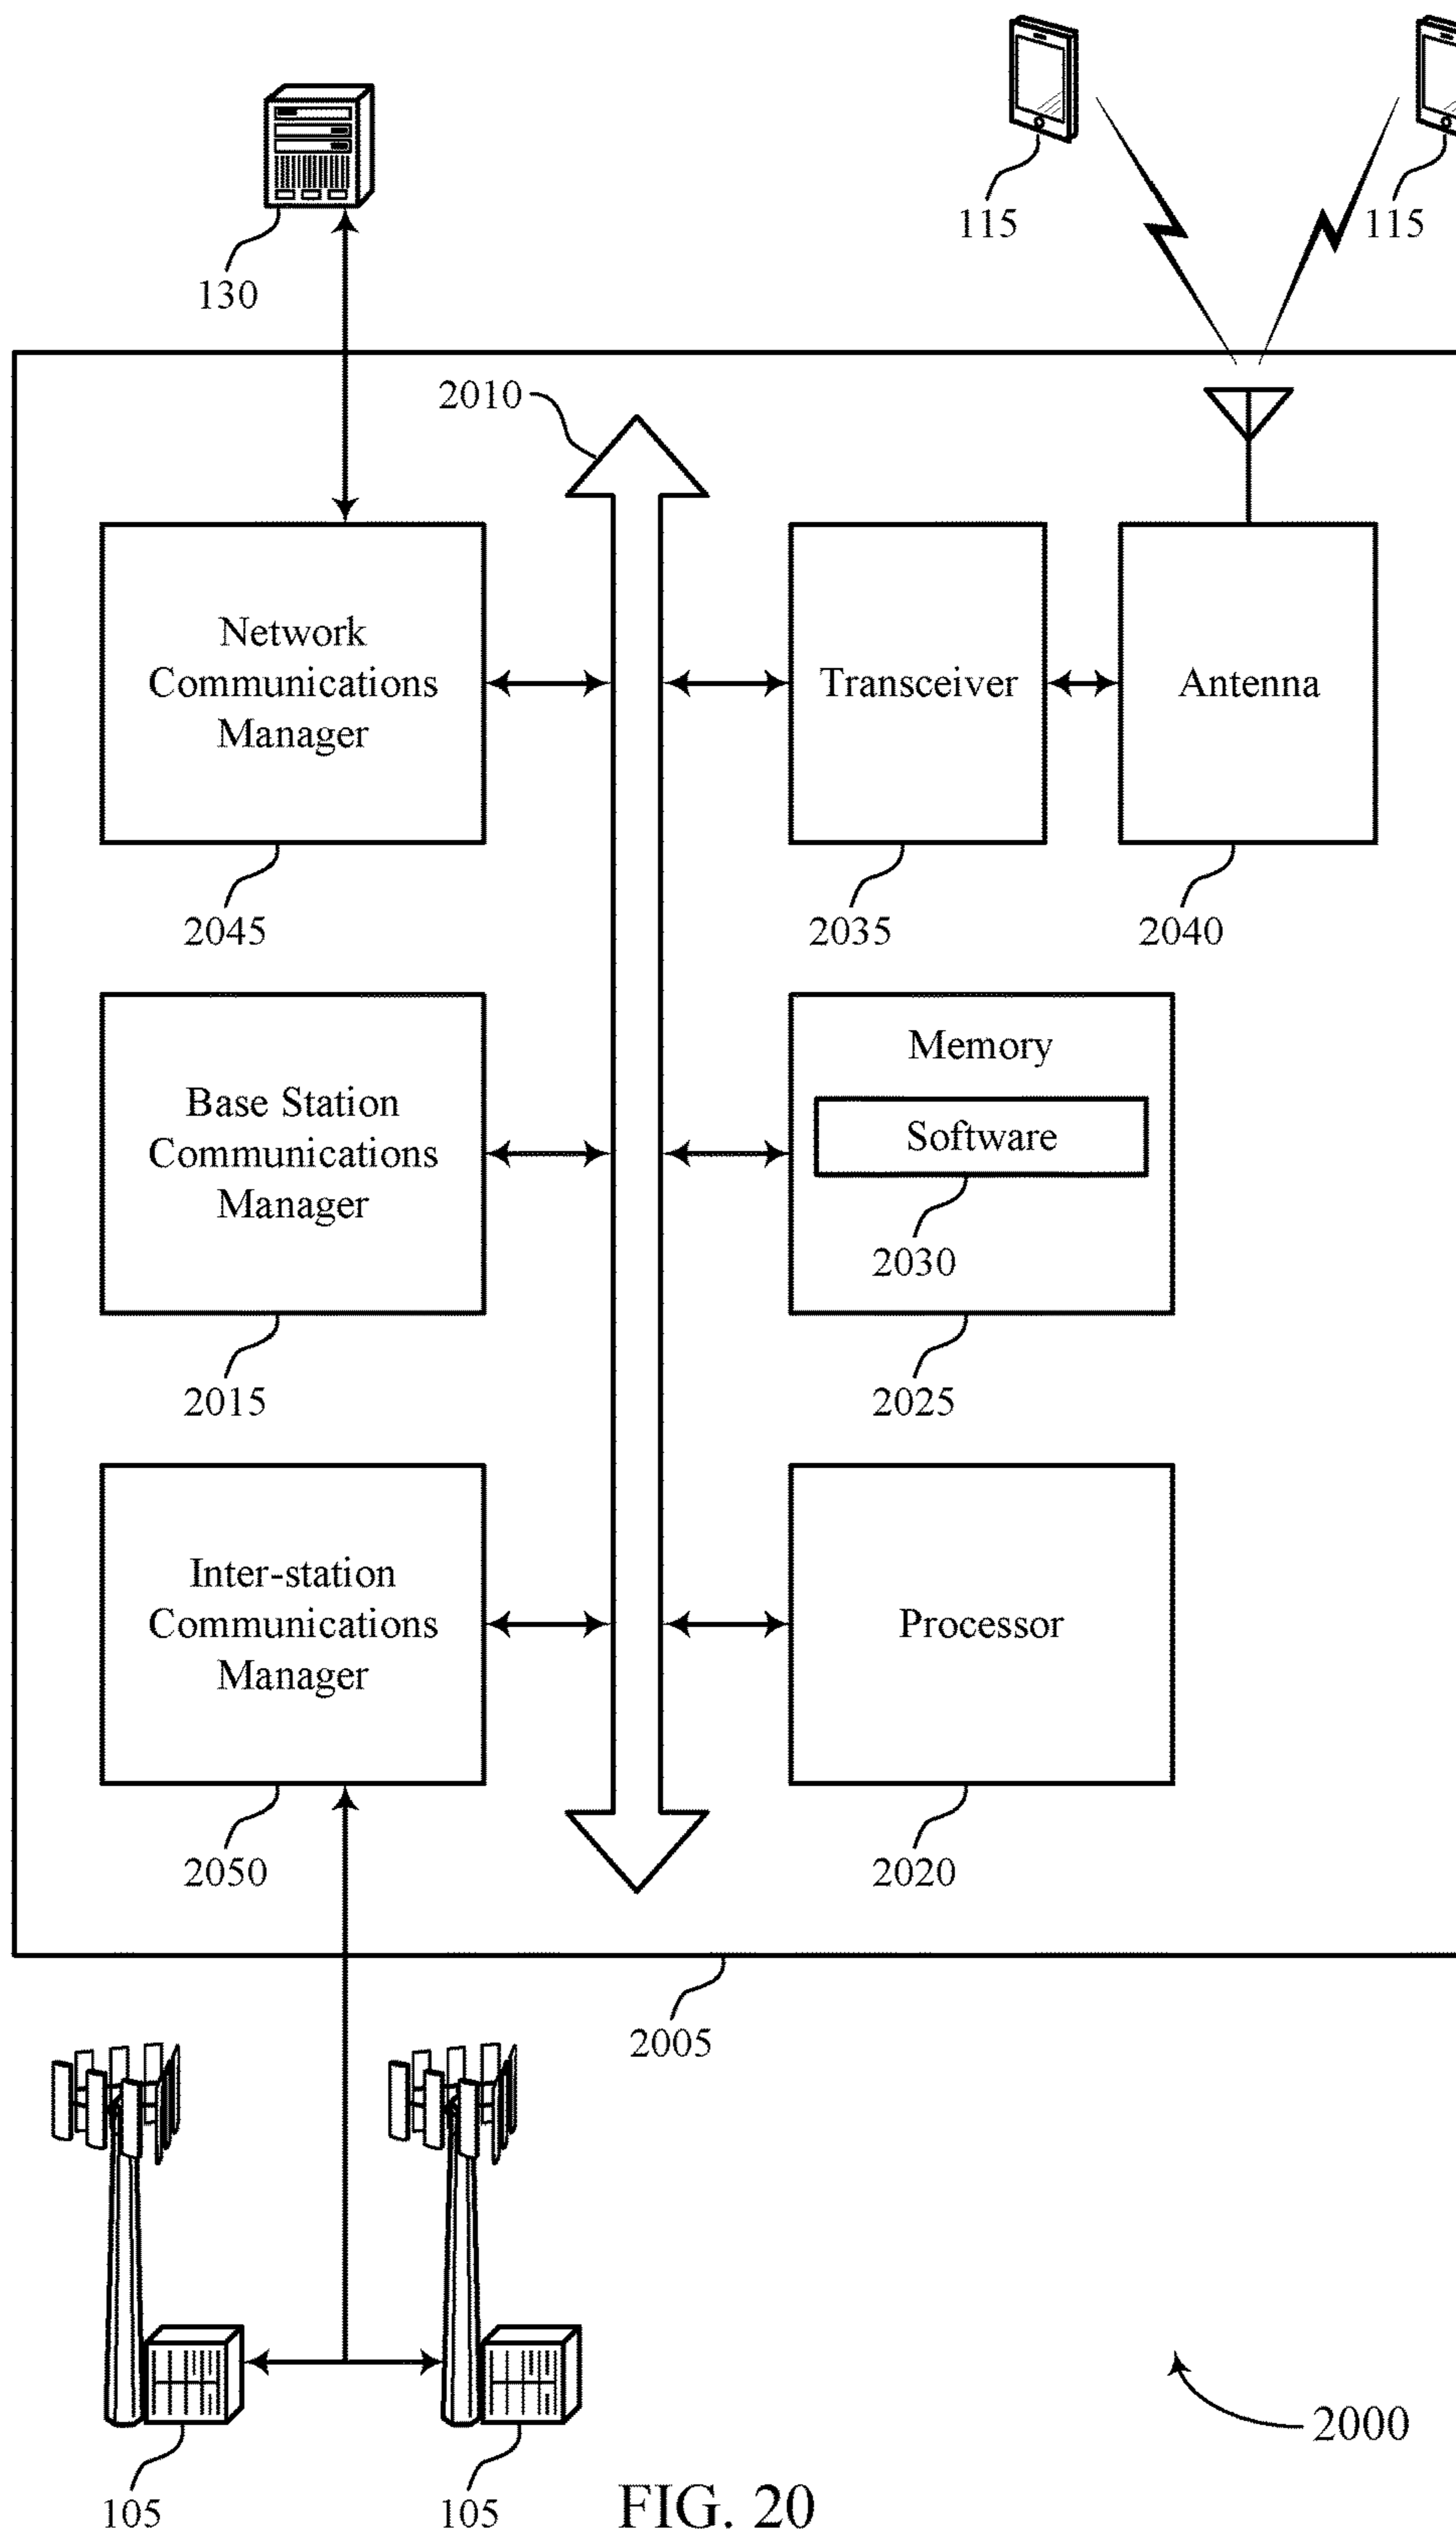 130
115
115
2010
Network
Communications
Manager
Transceiver
Antenna
2045
2035
2040
Base Station
Communications
Manager
Memory
Software
2030
2015
2025
Inter-station
Communications
Manager
Processor
2050
2020
2005
105
105
2000
FIG. 20